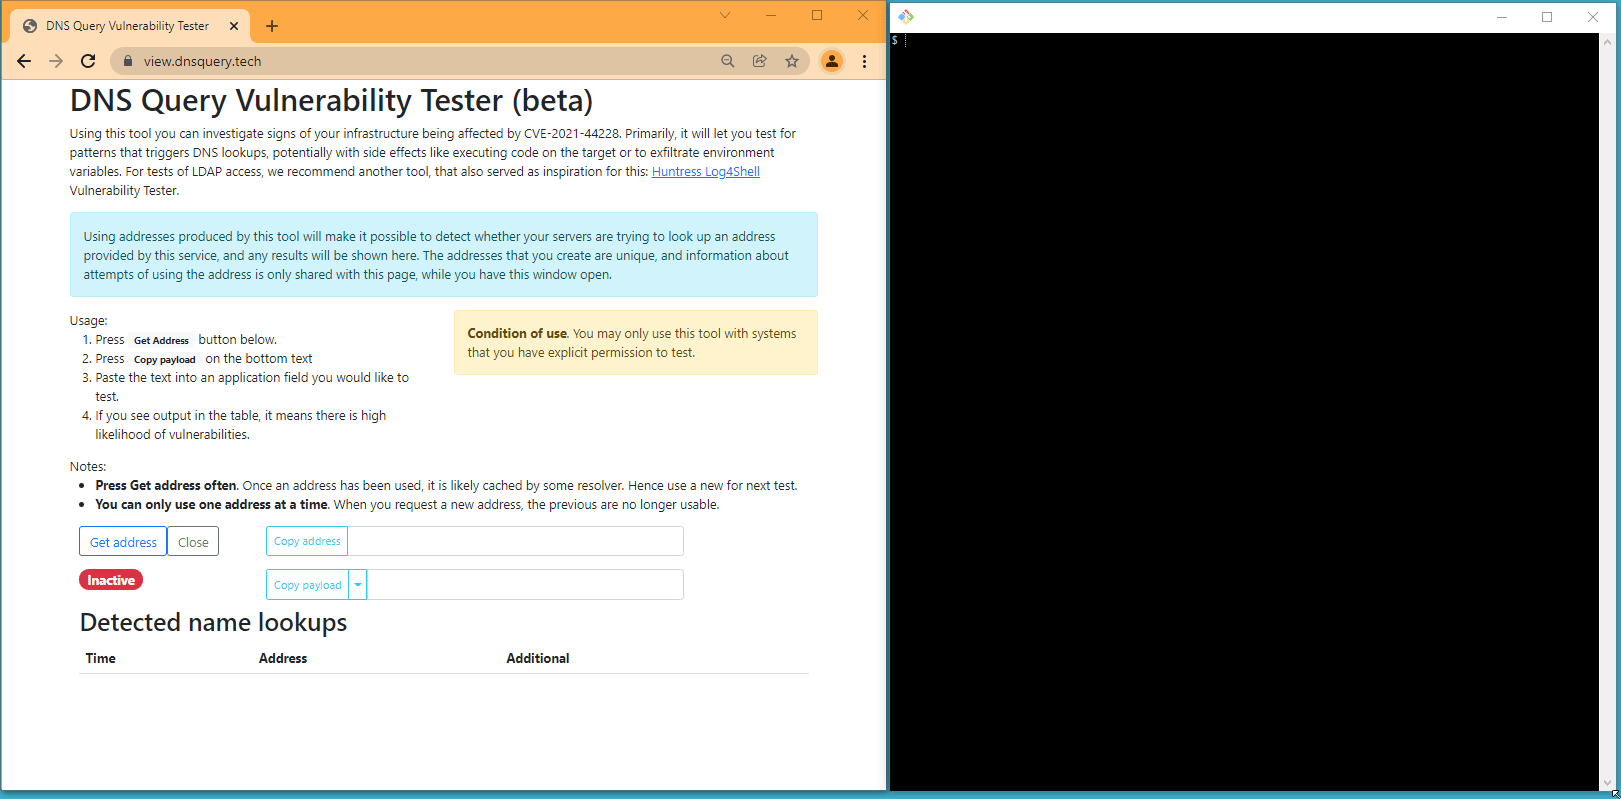 DNS Query Vulnerability Tester
view.dnsquery.tech
DNS Query Vulnerability Tester (beta)
Using this tool you can investigate signs of your infrastructure being affected by CVE-2021-44228. Primarily, it will let you test for
patterns that triggers DNS lookups, potentially with side effects like executing code on the target or to exfiltrate environment
variables. For tests of LDAP access, we recommend another tool, that also served as inspiration for this: Huntress Log4Shell
Vulnerability Tester.
Using addresses produced by this tool will make it possible to detect whether your servers are trying to look up an address
provided by this service, and any results will be shown here. The addresses that you create are unique, and information about
attempts of using the address is only shared with this page, while you have this window open.
Usage:
1. Press Get Address button below.
2. Press Copy payload on the bottom text
3. Paste the text into an application field you would like to
test.
4. If you see output in the table, it means there is high
likelihood of vulnerabilities.
Condition of use. You may only use this tool with systems
that you have explicit permission to test.
Notes:
• Press Get address often. Once an address has been used, it is likely cached by some resolver. Hence use a new for next test.
• You can only use one address at a time. When you request a new address, the previous are no longer usable.
Get address Close Copy address
Inactive Copy payload
Detected name lookups
Time Address Additional
$